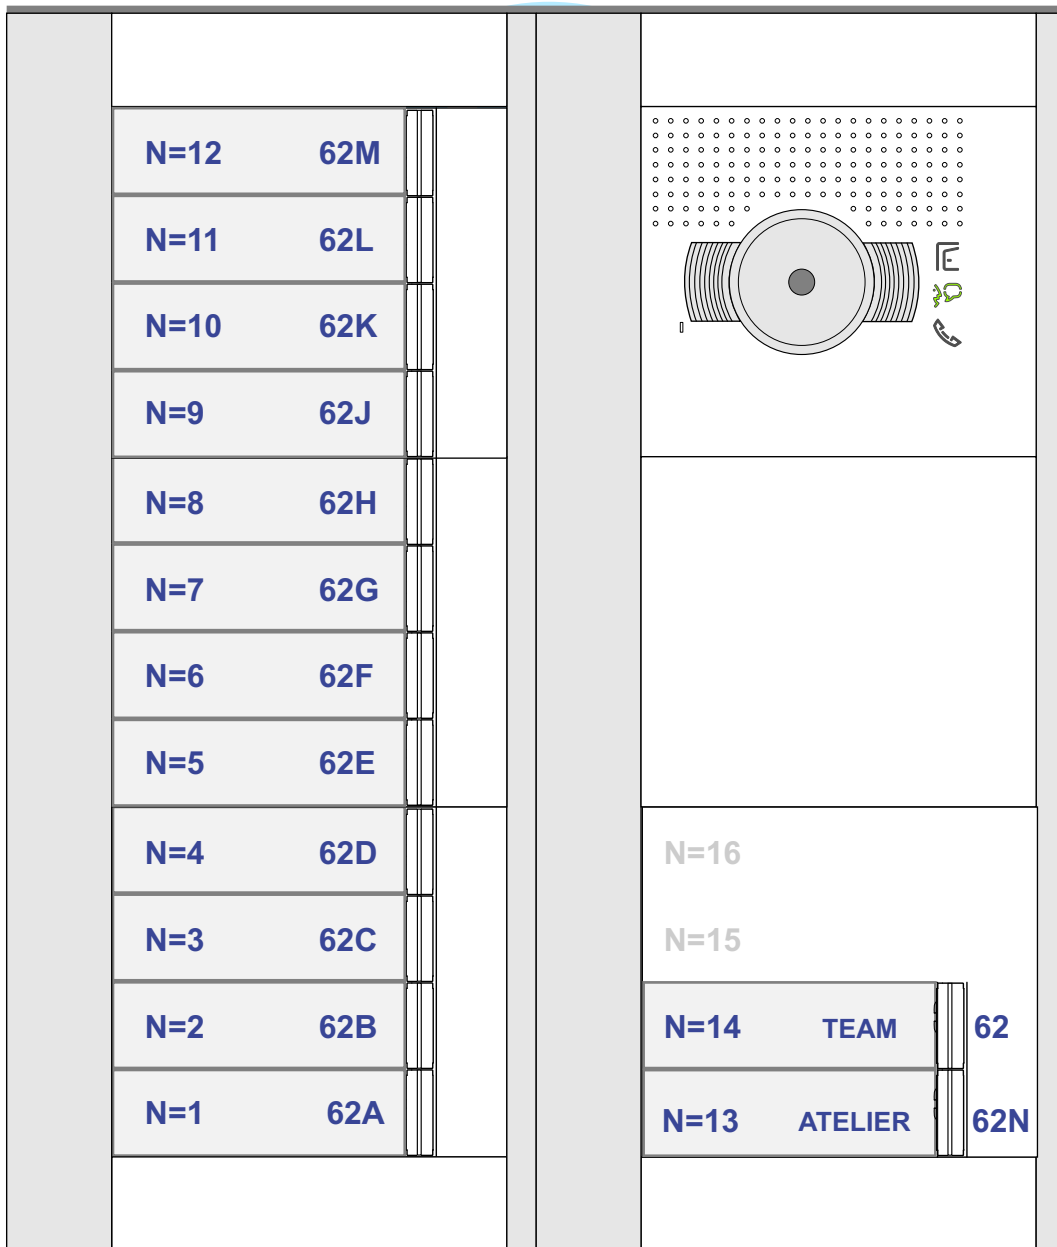 N=12 62M
N=11 62L
N=10 62K
N=9 62J
N=8 62H
N=7 62G
N=6 62F
N=5 62E
N=4 62D
N=3 62C
N=2 62B
N=1 62A
N=16
N=15
N=14 TEAM 62
N=13 ATELIER 62N